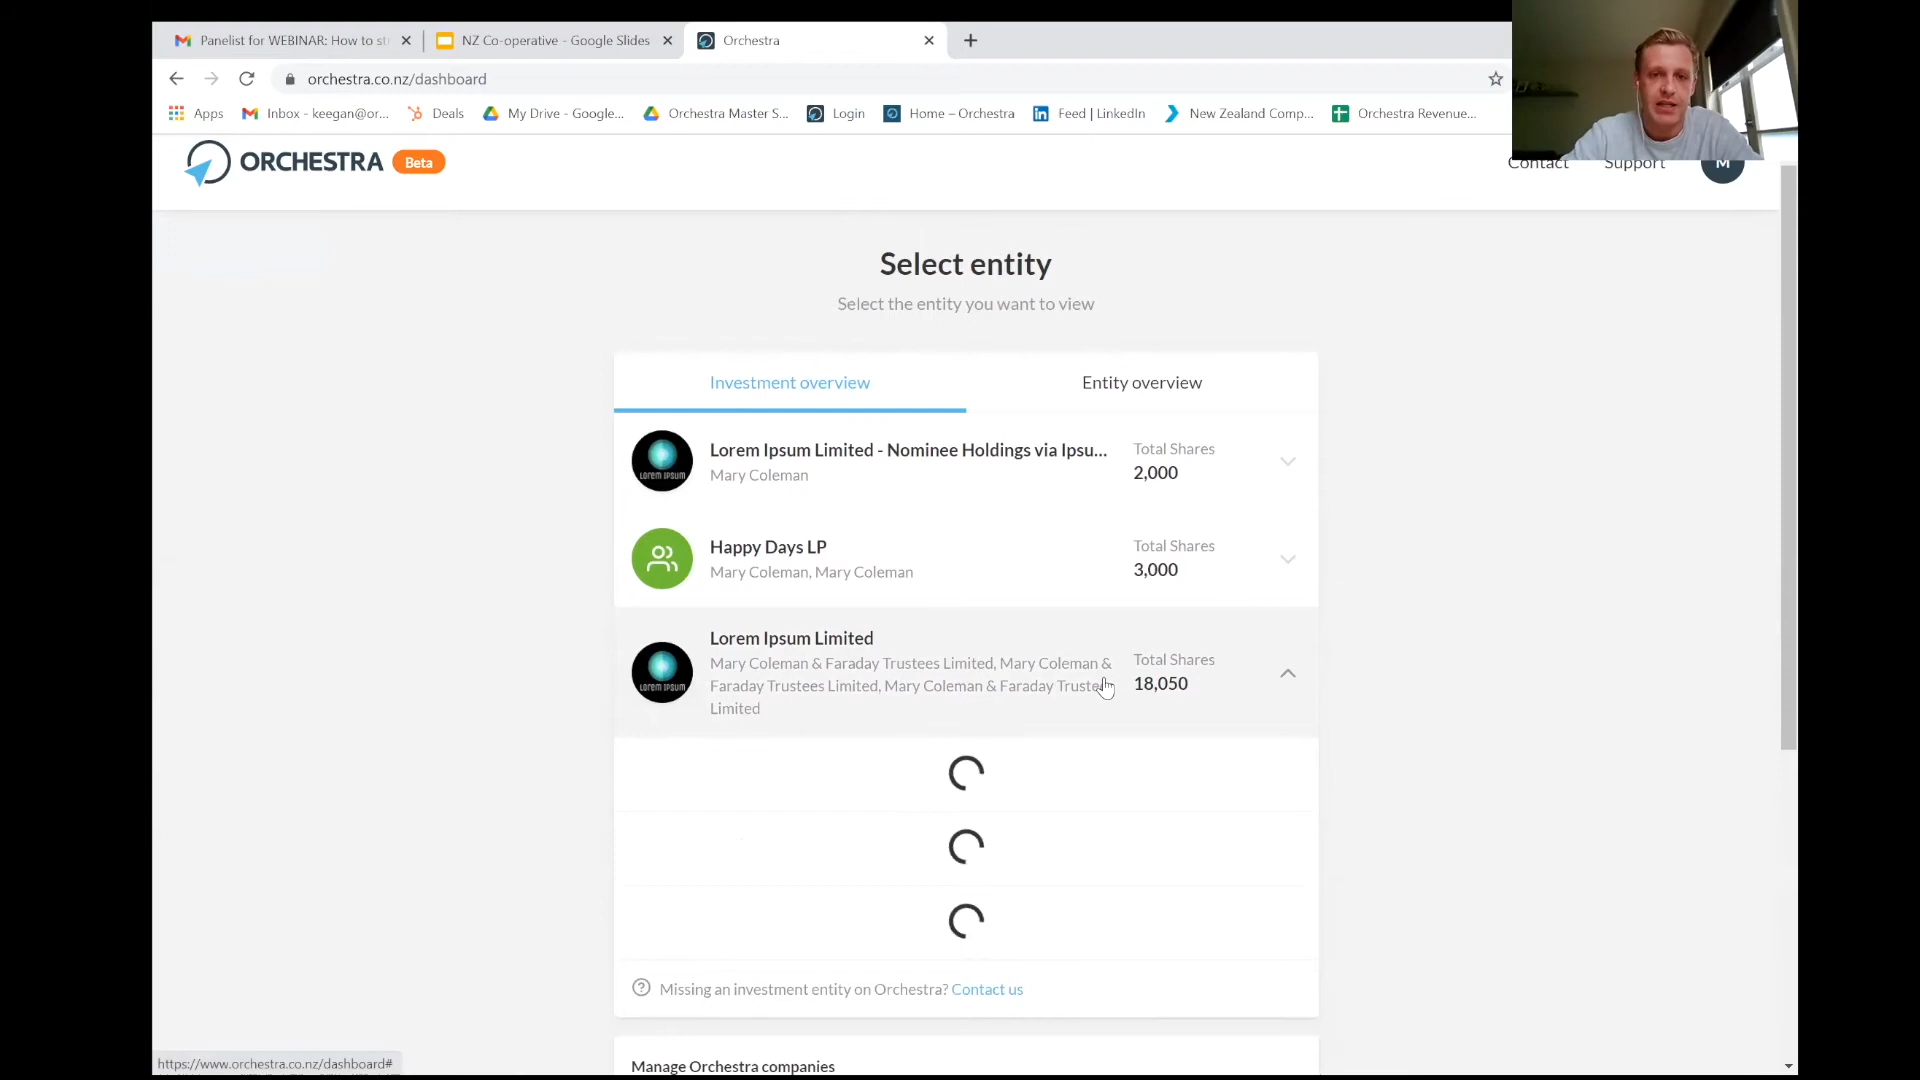 Panelist for WEBINAR: How to st
NZ Co-operative - Google Slides
Orchestra
orchestra.co.nz/dashboard
Apps
Inbox - keegan@or...
Deals
My Drive - Google...
Orchestra Master S...
Login
Home – Orchestra
Feed | LinkedIn
New Zealand Comp...
Orchestra Revenue...
ORCHESTRA Beta
Contact
Support
M
Select entity
Select the entity you want to view
Investment overview
Entity overview
LOREM IPSUM
Lorem Ipsum Limited - Nominee Holdings via Ipsu...
Mary Coleman
Total Shares
2,000
Happy Days LP
Mary Coleman, Mary Coleman
Total Shares
3,000
LOREM IPSUM
Lorem Ipsum Limited
Mary Coleman & Faraday Trustees Limited, Mary Coleman &
Faraday Trustees Limited, Mary Coleman & Faraday Truste
Limited
Total Shares
18,050
Missing an investment entity on Orchestra? Contact us
Manage Orchestra companies
https://www.orchestra.co.nz/dashboard#